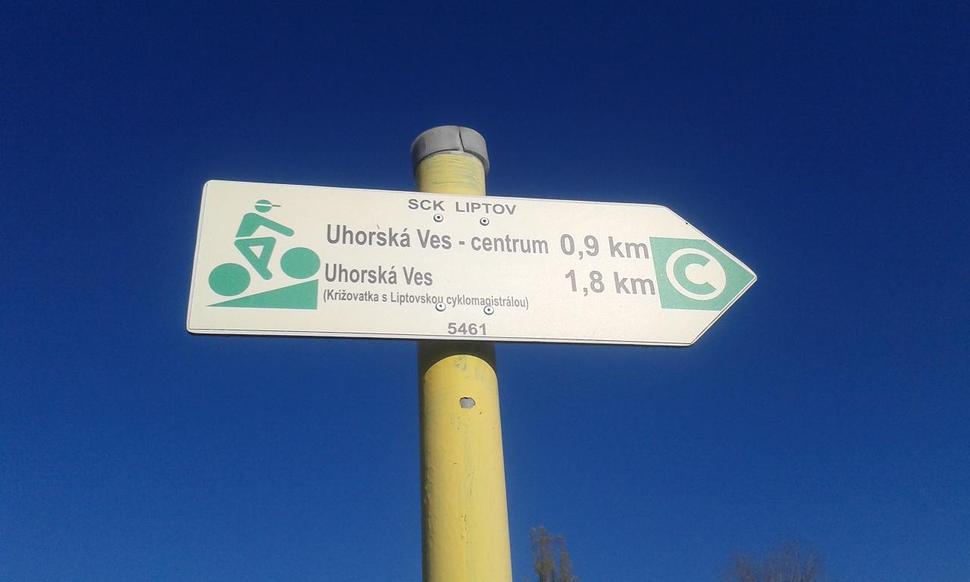 SCK LIPTOV
Uhorská Ves - centrum 0,9 km
Uhorská Ves 1,8 km
(Križovatka s Liptovskou cyklomagistrálou)
5461
C